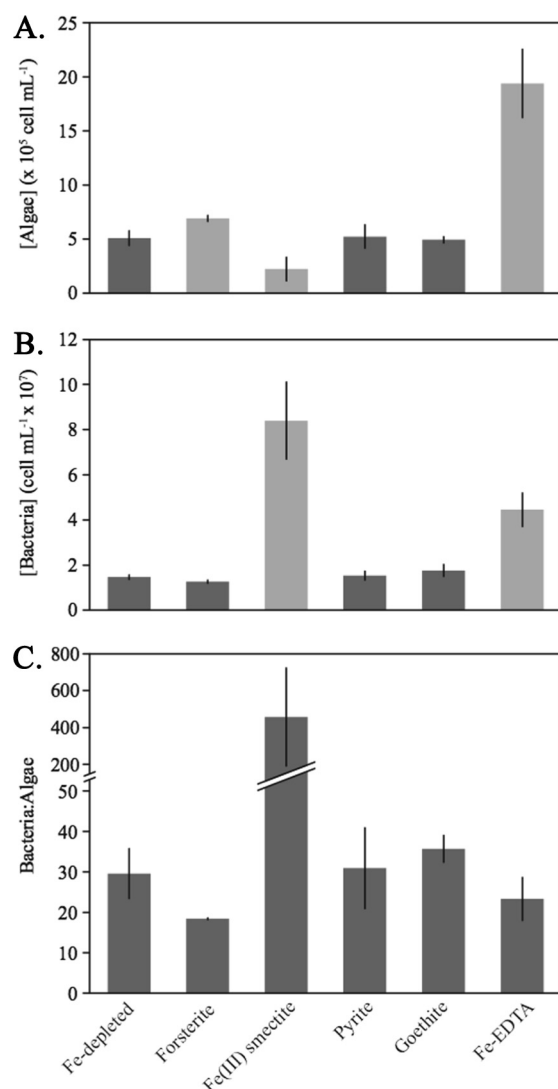 A.
[Algae] (x 10⁵ cell mL⁻¹)
25
20
15
10
5
0
B.
[Bacteria] (cell mL⁻¹ x 10⁷)
12
10
8
6
4
2
0
C.
Bacteria:Algae
800
600
400
200
50
40
30
20
10
0
Fe-depleted
Forsterite
Fe(III) smectite
Pyrite
Goethite
Fe-EDTA